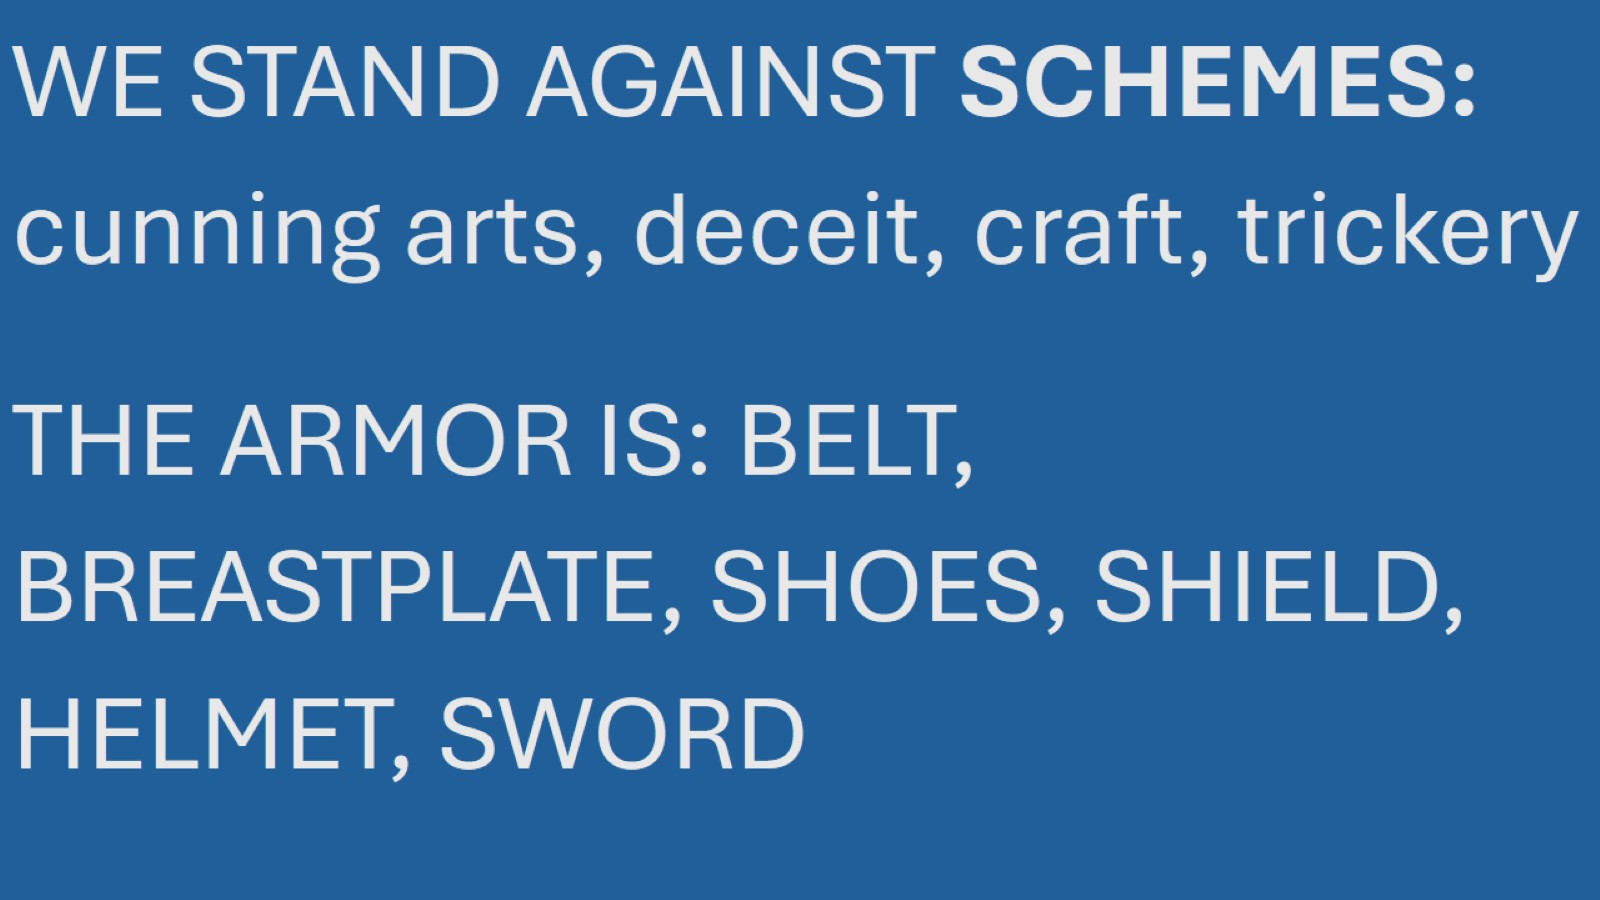 WE STAND AGAINST SCHEMES:
cunning arts, deceit, craft, trickery
THE ARMOR IS: BELT,
BREASTPLATE, SHOES, SHIELD,
HELMET, SWORD